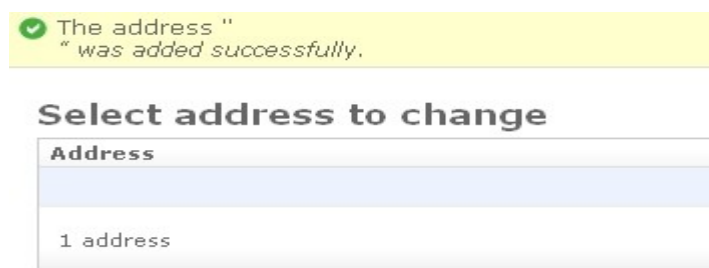 The address "
“ was added successfully.
Select address to change
Address
1 address